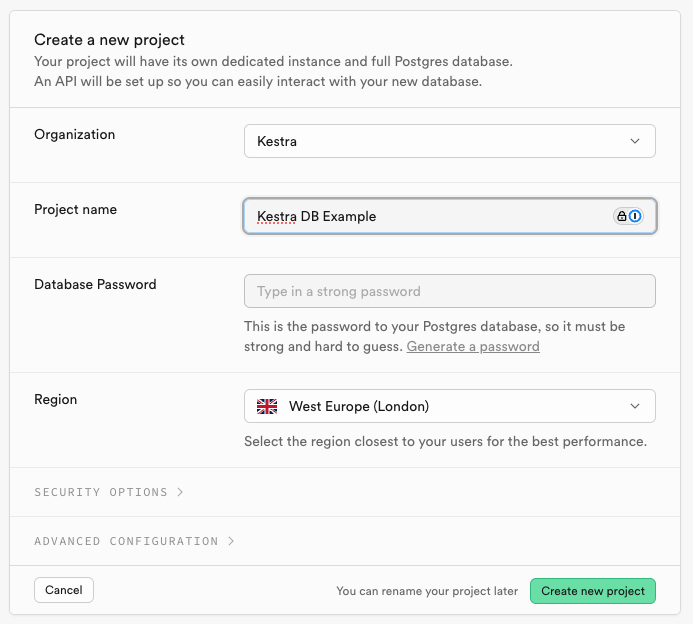 Create a new project
Your project will have its own dedicated instance and full Postgres database.
An API will be set up so you can easily interact with your new database.
Organization
Kestra
Project name
Kestra DB Example
Database Password
Type in a strong password
This is the password to your Postgres database, so it must be
strong and hard to guess. Generate a password
Region
West Europe (London)
Select the region closest to your users for the best performance.
SECURITY OPTIONS >
ADVANCED CONFIGURATION >
Cancel
You can rename your project later
Create new project